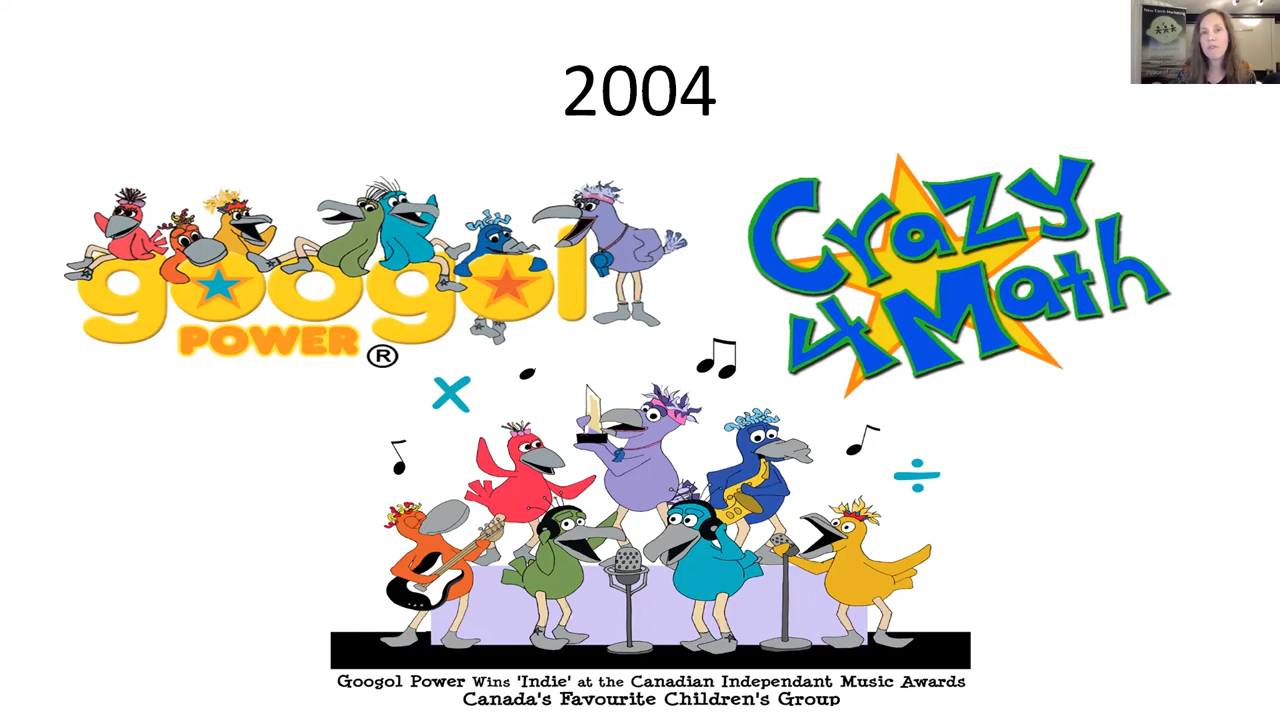 2004
googol
POWER ®
Crazy
4 Math
Googol Power Wins 'Indie' at the Canadian Independant Music Awards
Canada's Favourite Children's Group